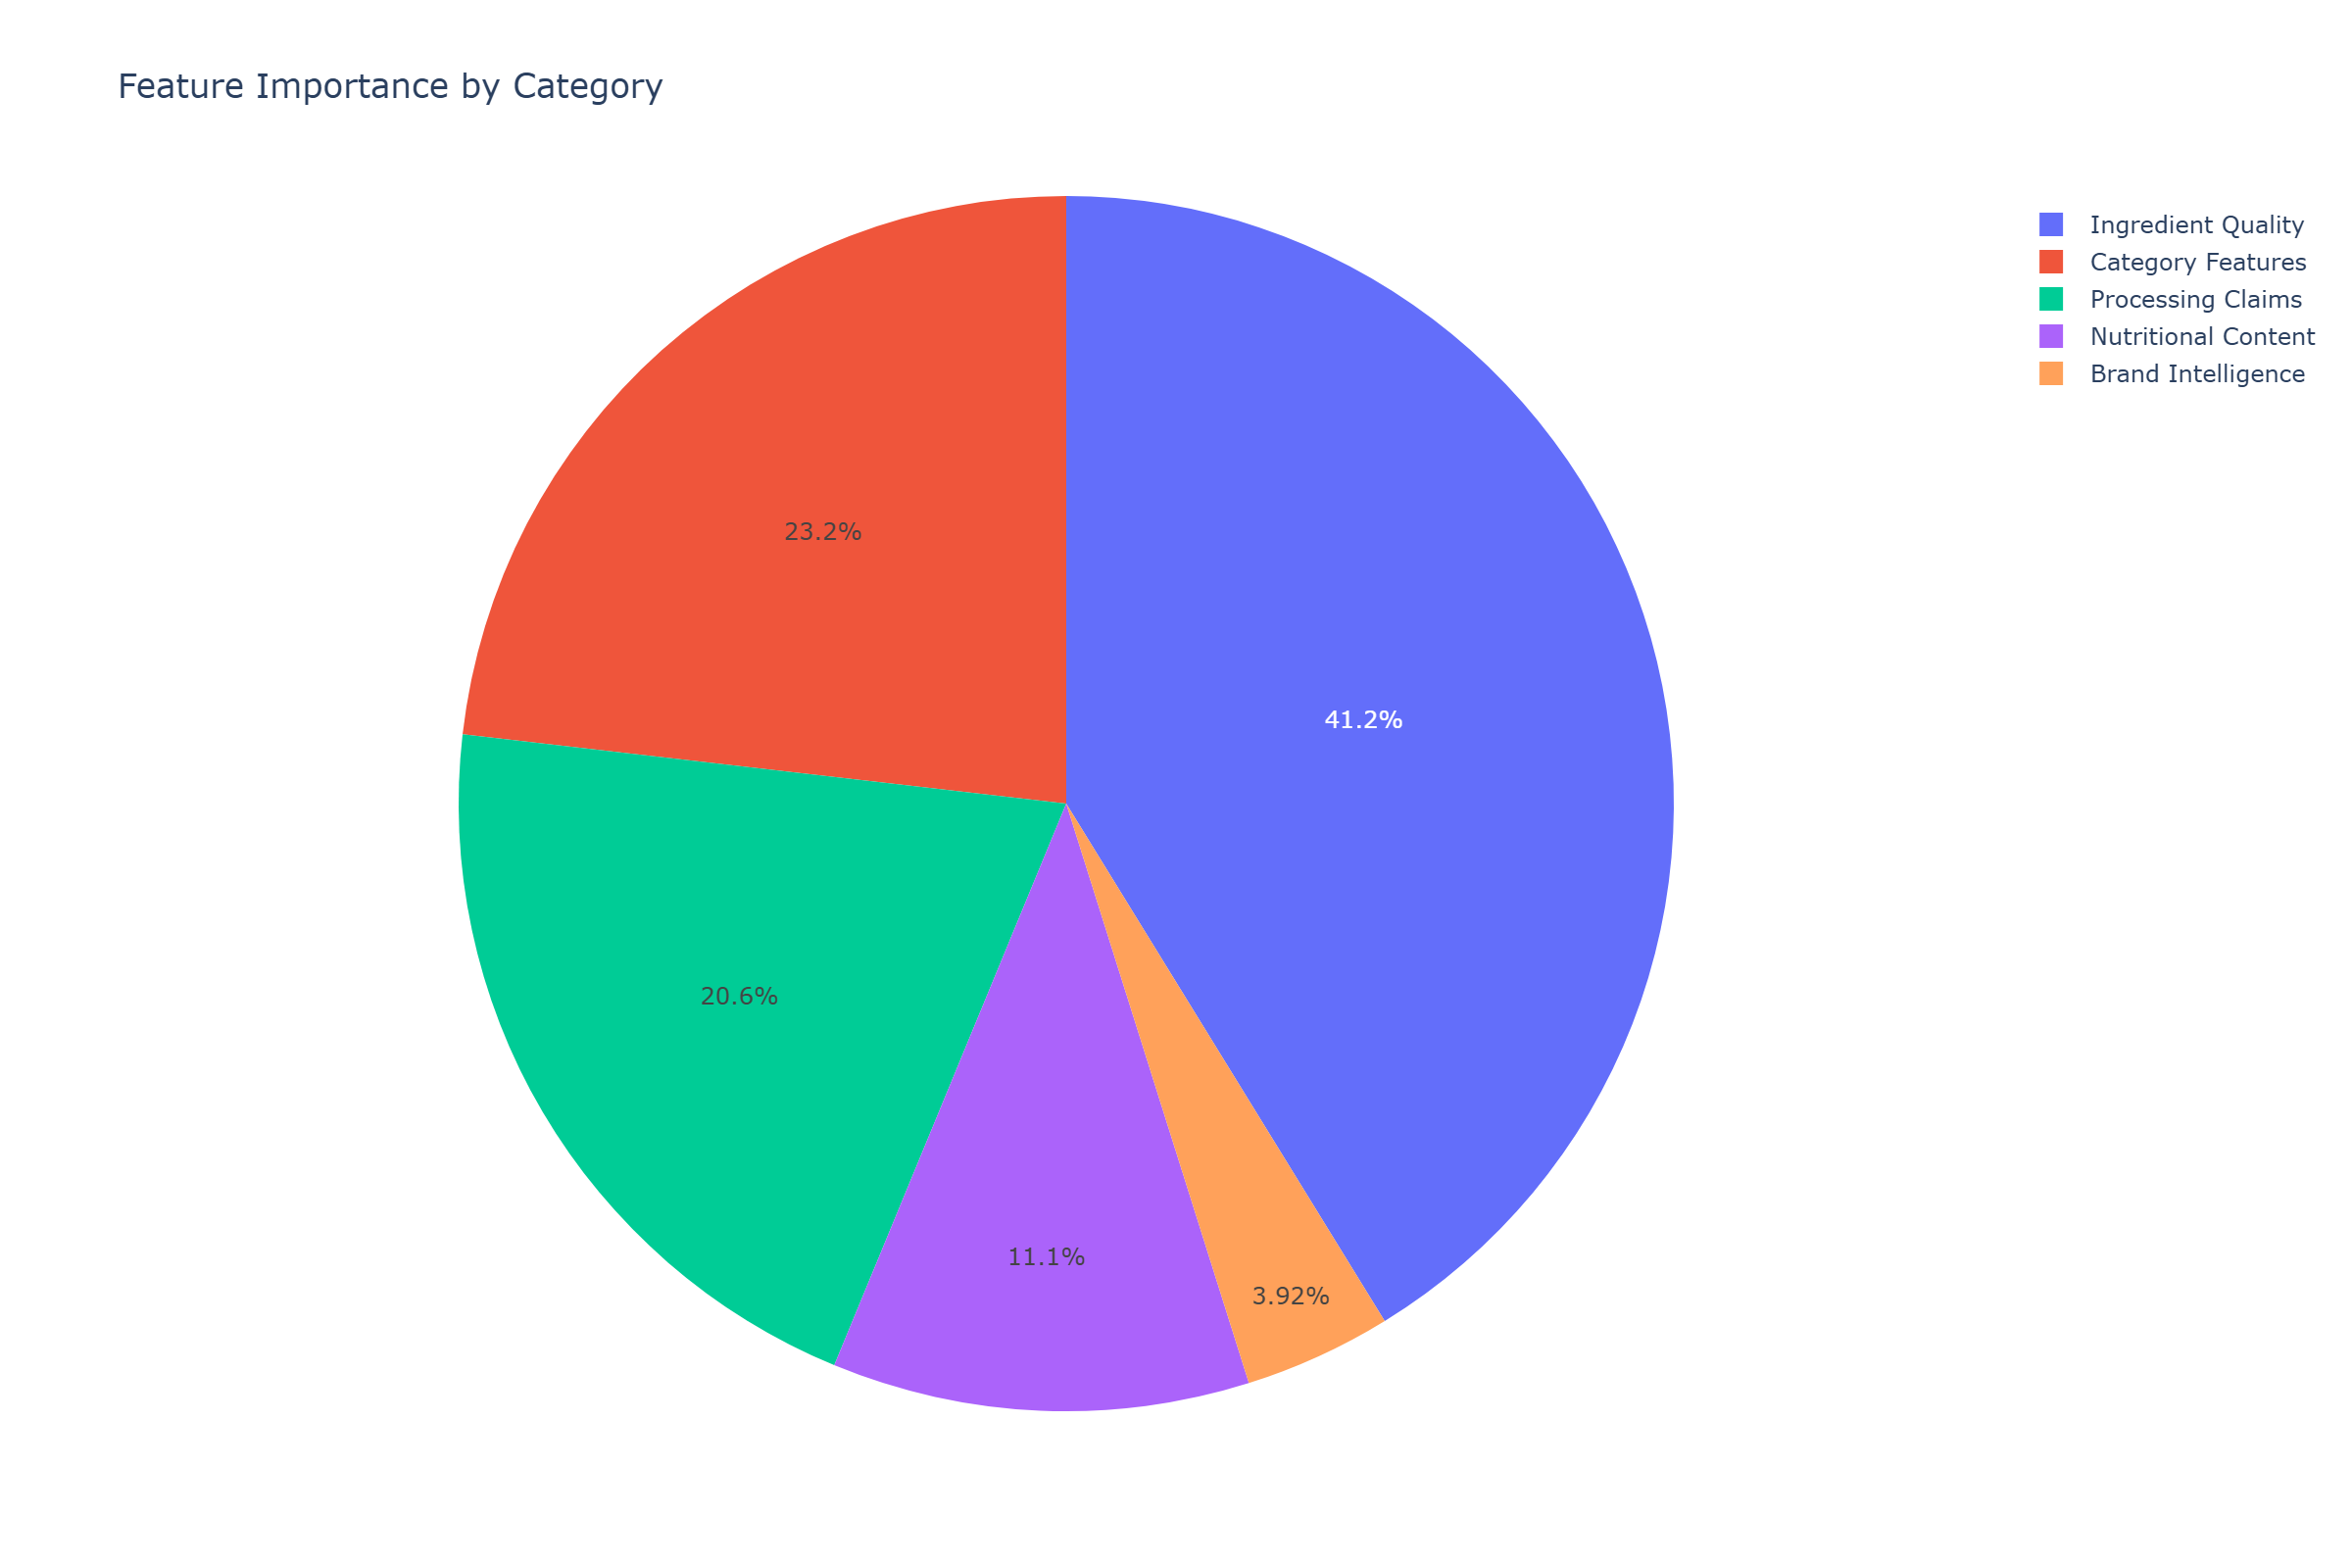 Feature Importance by Category
Ingredient Quality
Category Features
Processing Claims
Nutritional Content
Brand Intelligence
23.2%
41.2%
20.6%
11.1%
3.92%